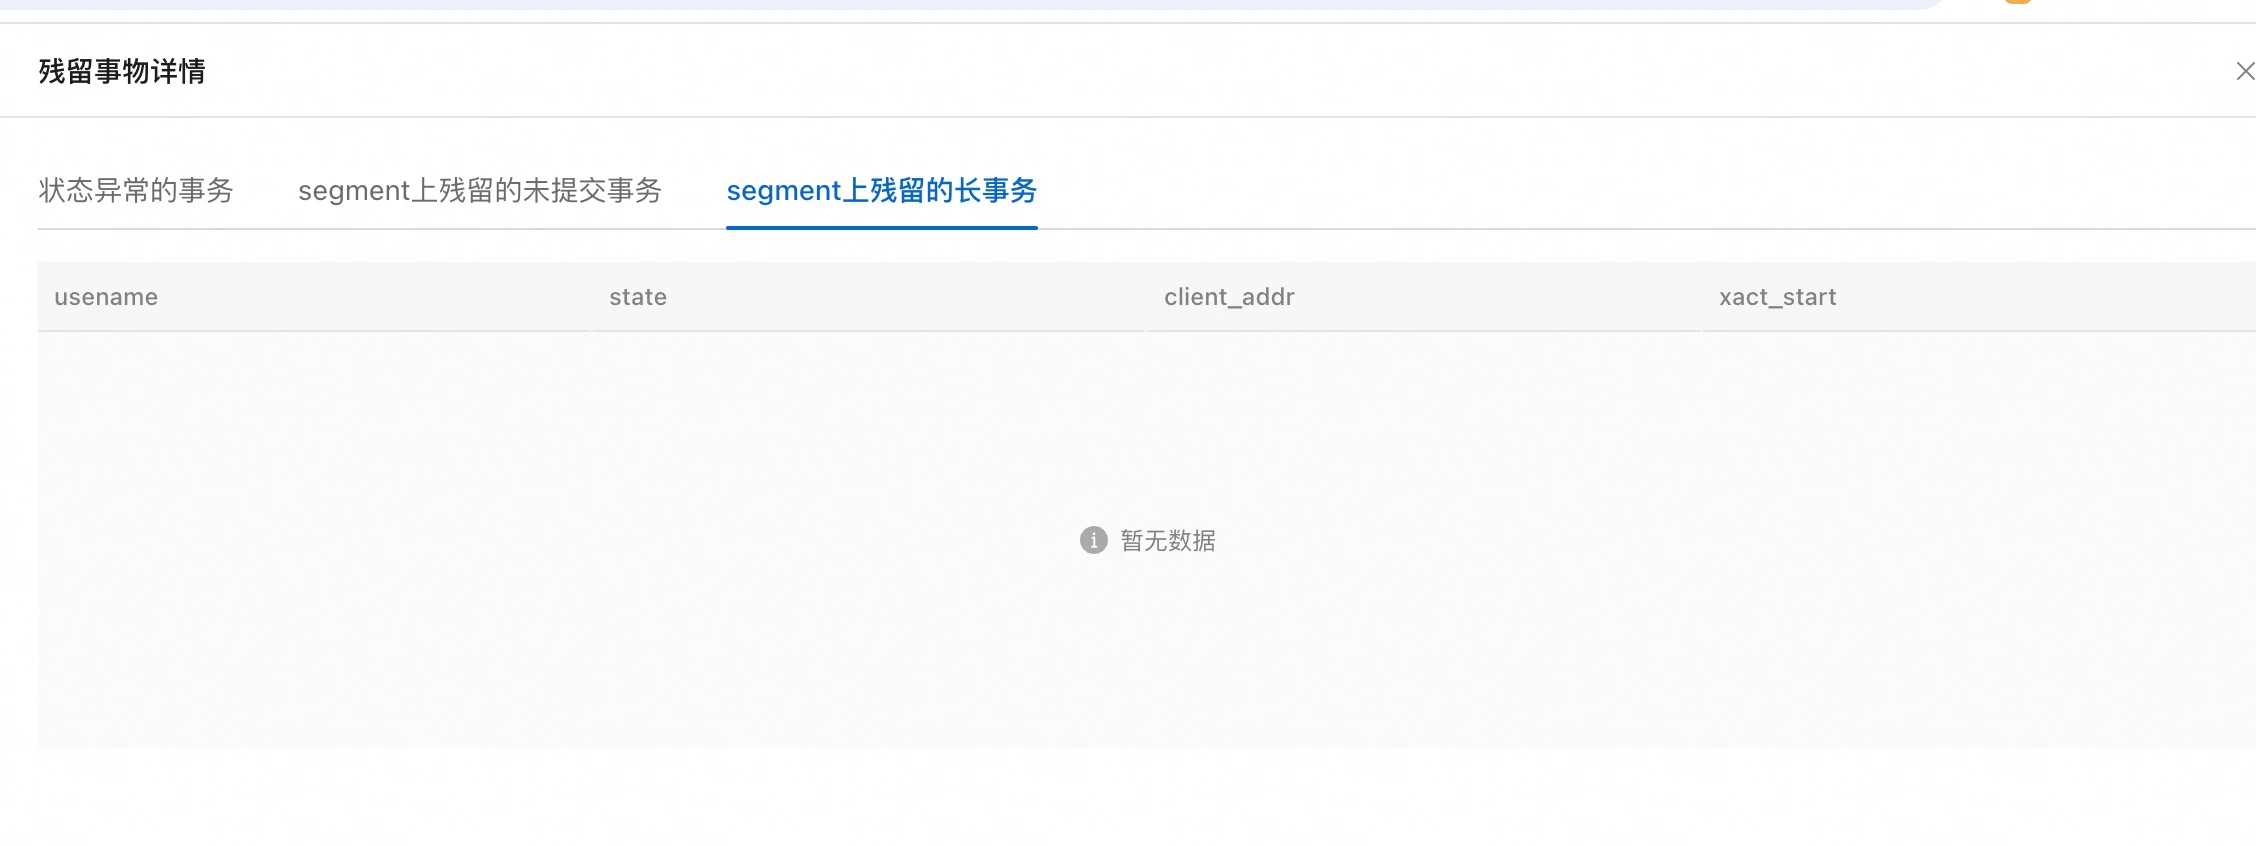 残留事物详情
状态异常的事务 segment上残留的未提交事务 segment上残留的长事务
usename state client_addr xact_start
暂无数据